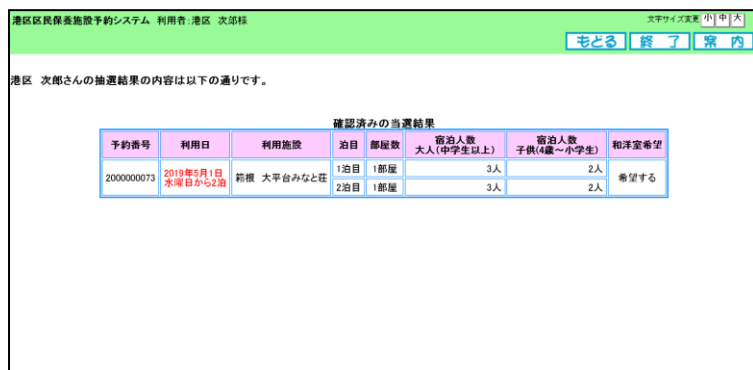 港区区民保養施設予約システム 利用者:港区 次郎様
文字サイズ変更 小 中 大
もどる 終了 案内
港区 次郎さんの抽選結果の内容は以下の通りです。
確認済みの当選結果
予約番号 利用日 利用施設 泊目 部屋数 宿泊人数 大人(中学生以上) 宿泊人数 子供(4歳～小学生) 和洋室希望
2000000073 2019年5月1日 水曜日から2泊 箱根 大平台みなと荘 1泊目 1部屋 3人 2人 希望する
2泊目 1部屋 3人 2人